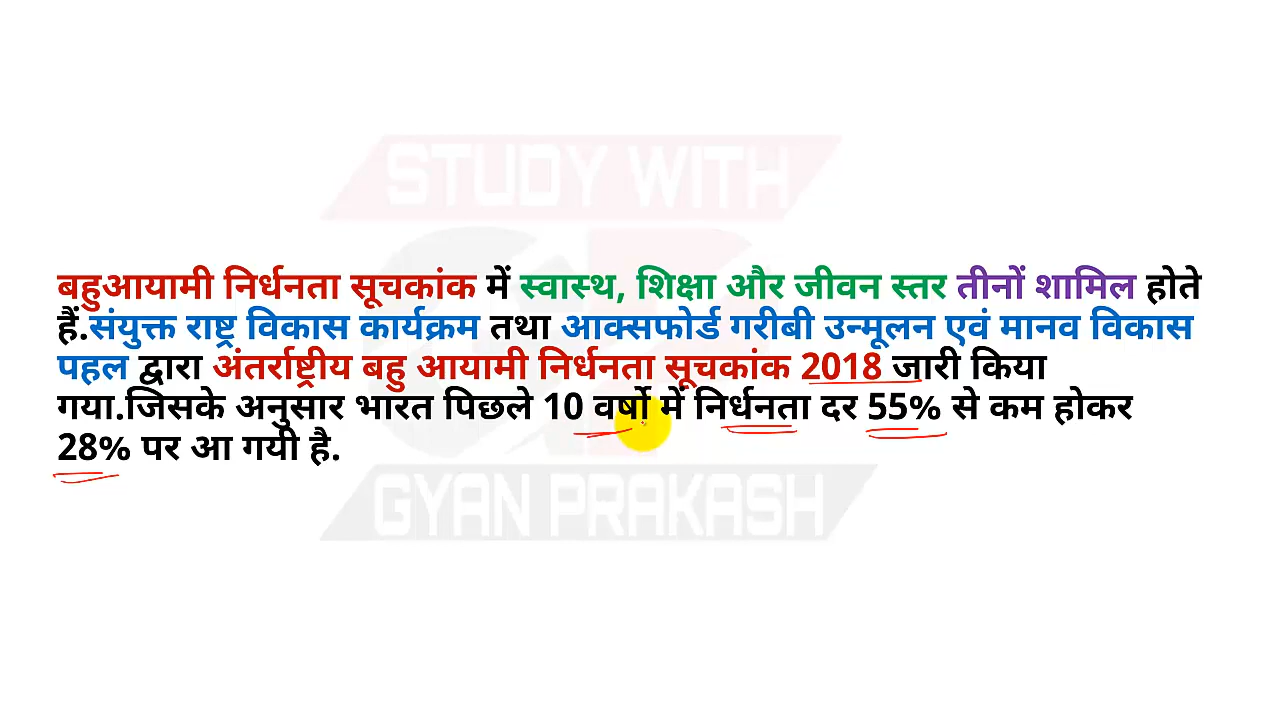 STUDY WITH
बहुआयामी निर्धनता सूचकांक में स्वास्थ, शिक्षा और जीवन स्तर तीनों शामिल होते
हैं.संयुक्त राष्ट्र विकास कार्यक्रम तथा आक्सफोर्ड गरीबी उन्मूलन एवं मानव विकास
पहल द्वारा अंतर्राष्ट्रीय बहु आयामी निर्धनता सूचकांक 2018 जारी किया
गया.जिसके अनुसार भारत पिछले 10 वर्षो में निर्धनता दर 55% से कम होकर
28% पर आ गयी है.
GYAN PRAKASH